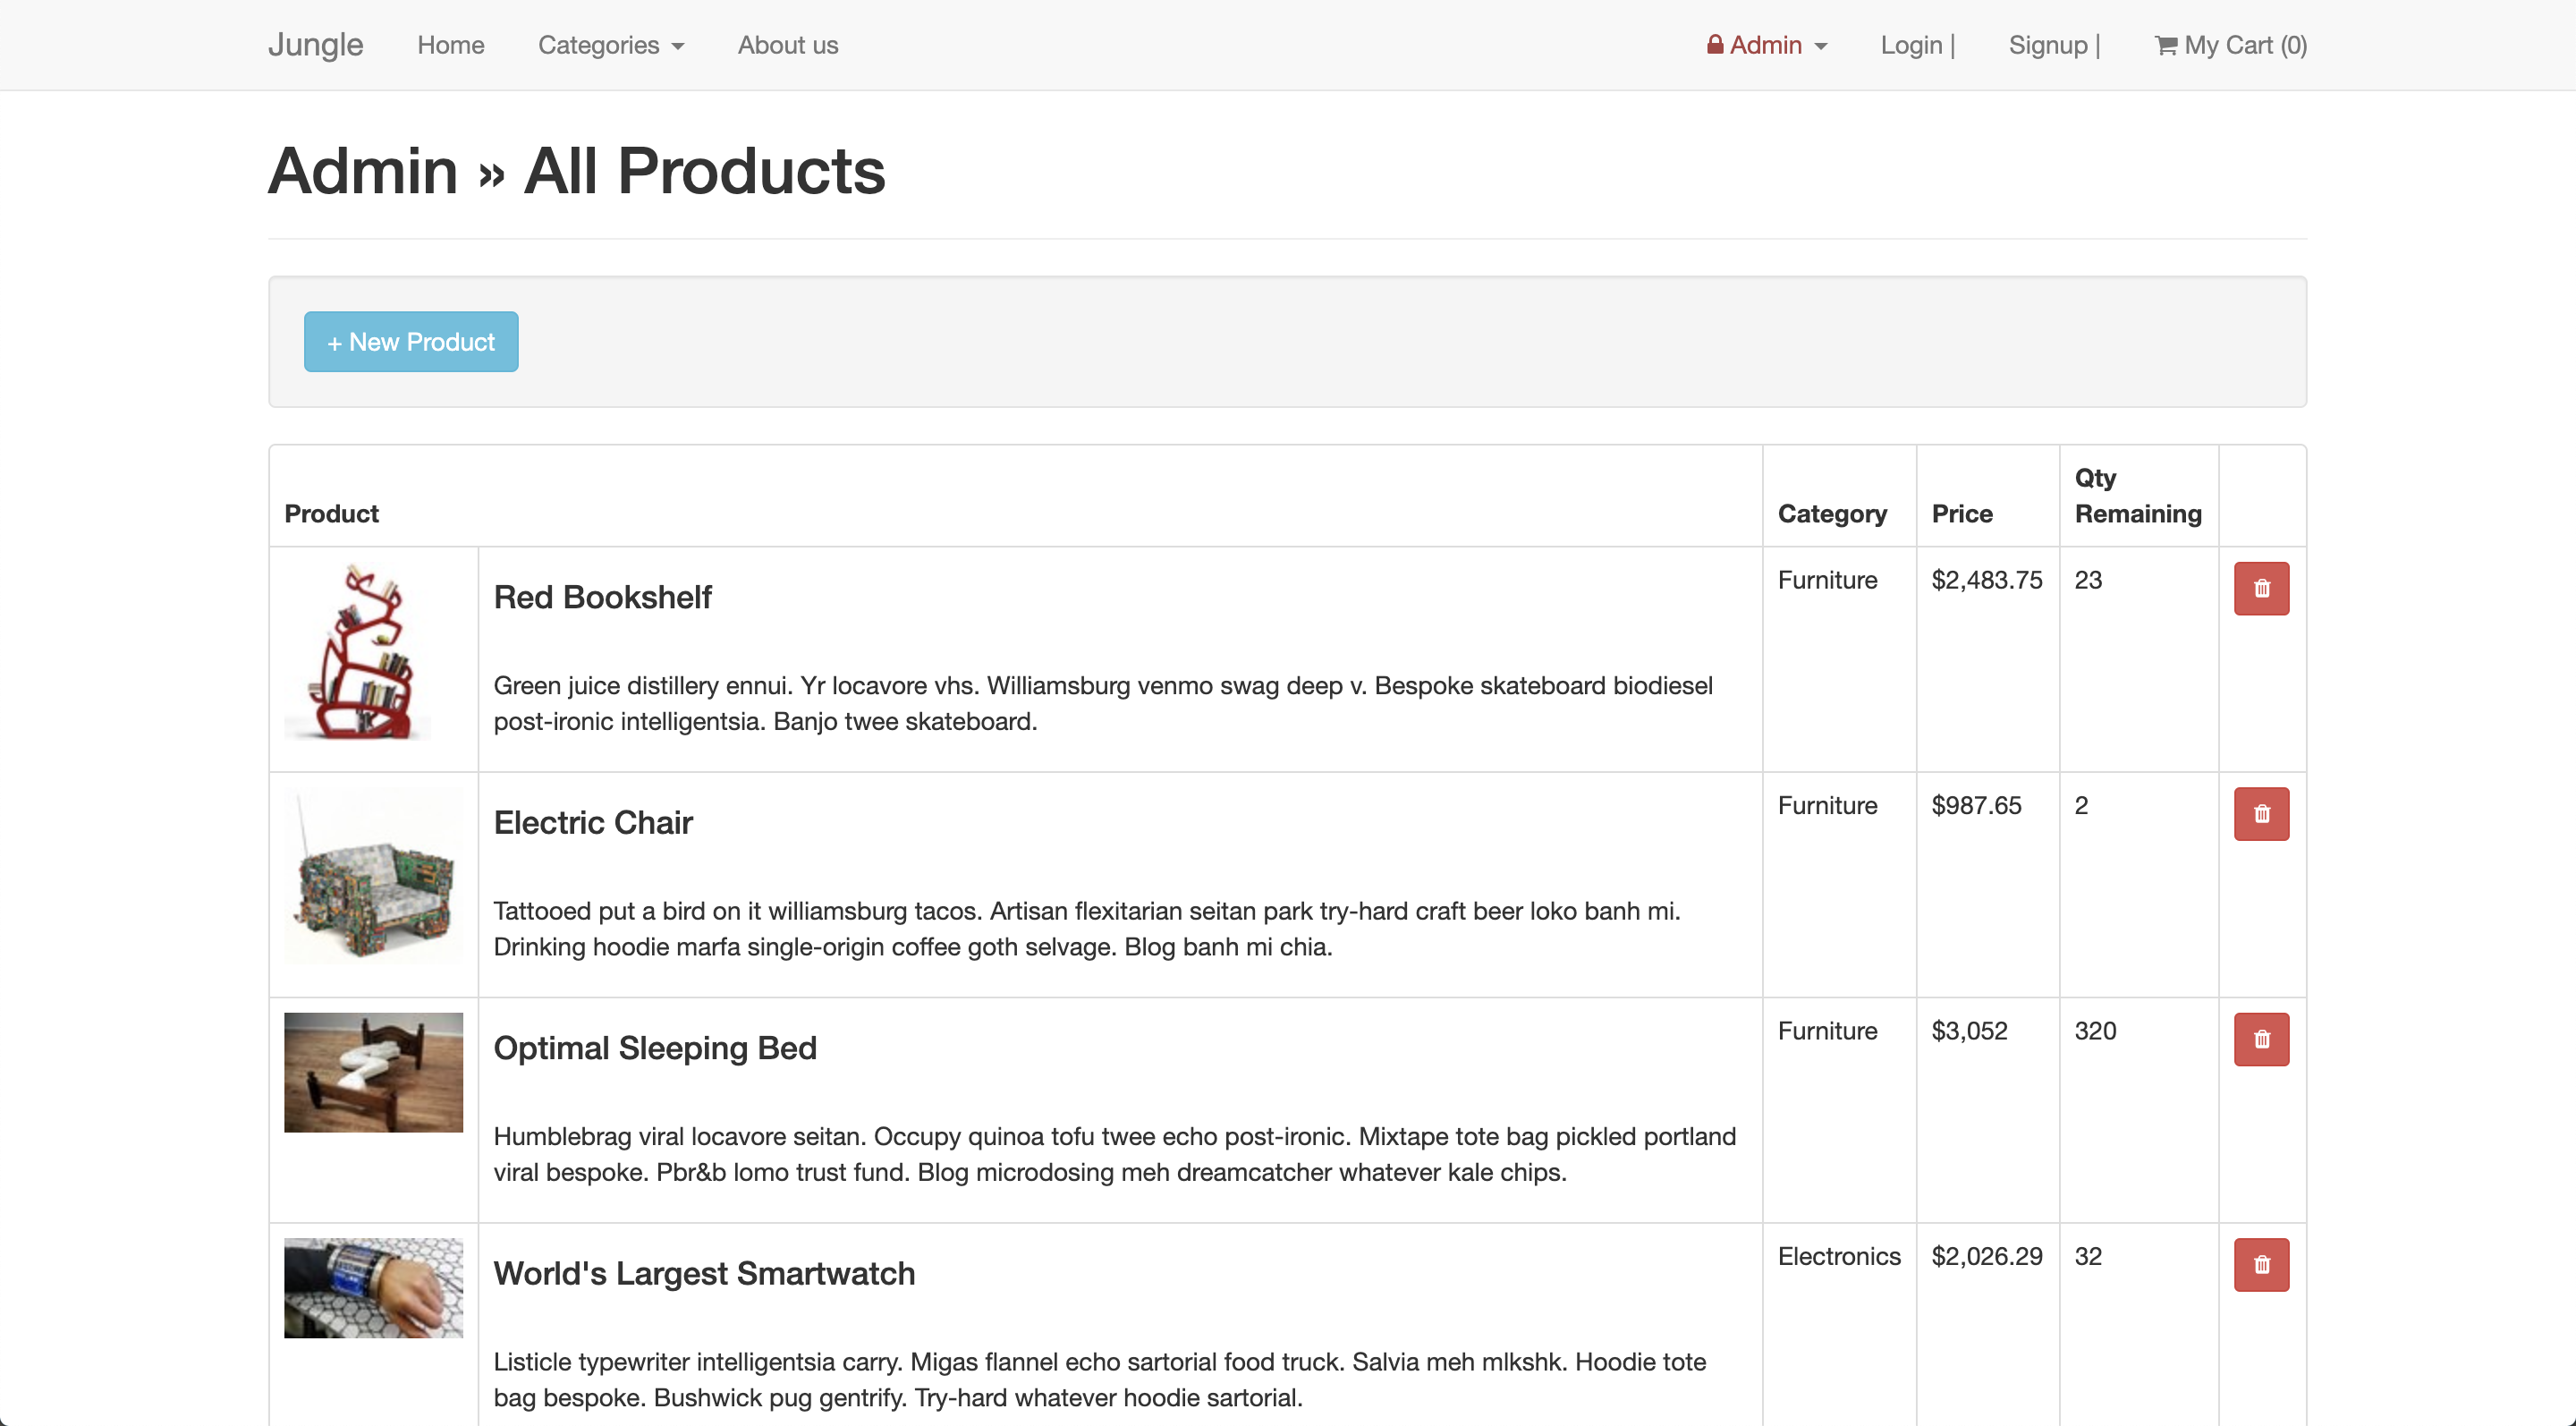 Jungle Home Categories About us Admin Login | Signup | My Cart (0)
Admin » All Products
+ New Product
Product Category Price Qty Remaining
Red Bookshelf Furniture $2,483.75 23
Green juice distillery ennui. Yr locavore vhs. Williamsburg venmo swag deep v. Bespoke skateboard biodiesel
post-ironic intelligentsia. Banjo twee skateboard.
Electric Chair Furniture $987.65 2
Tattooed put a bird on it williamsburg tacos. Artisan flexitarian seitan park try-hard craft beer loko banh mi.
Drinking hoodie marfa single-origin coffee goth selvage. Blog banh mi chia.
Optimal Sleeping Bed Furniture $3,052 320
Humblebrag viral locavore seitan. Occupy quinoa tofu twee echo post-ironic. Mixtape tote bag pickled portland
viral bespoke. Pbr&b lomo trust fund. Blog microdosing meh dreamcatcher whatever kale chips.
World's Largest Smartwatch Electronics $2,026.29 32
Listicle typewriter intelligentsia carry. Migas flannel echo sartorial food truck. Salvia meh mlkshk. Hoodie tote
bag bespoke. Bushwick pug gentrify. Try-hard whatever hoodie sartorial.